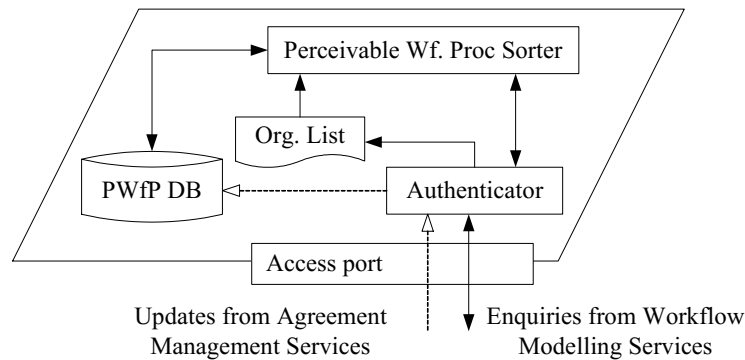 Perceivable Wf. Proc Sorter
Org. List
PWfP DB
Authenticator
Access port
Updates from Agreement
Management Services
Enquiries from Workflow
Modelling Services